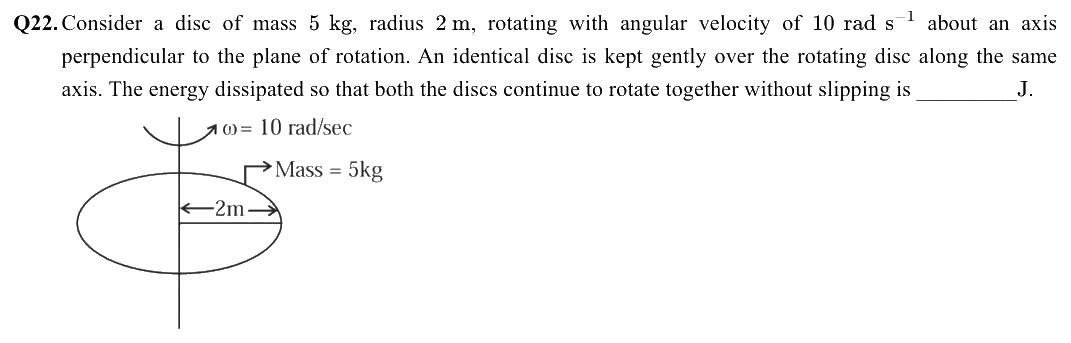 Q22. Consider a disc of mass 5 kg, radius 2 m, rotating with angular velocity of 10 rad s⁻¹ about an axis
perpendicular to the plane of rotation. An identical disc is kept gently over the rotating disc along the same
axis. The energy dissipated so that both the discs continue to rotate together without slipping is _________J.
ω= 10 rad/sec
Mass = 5kg
2m